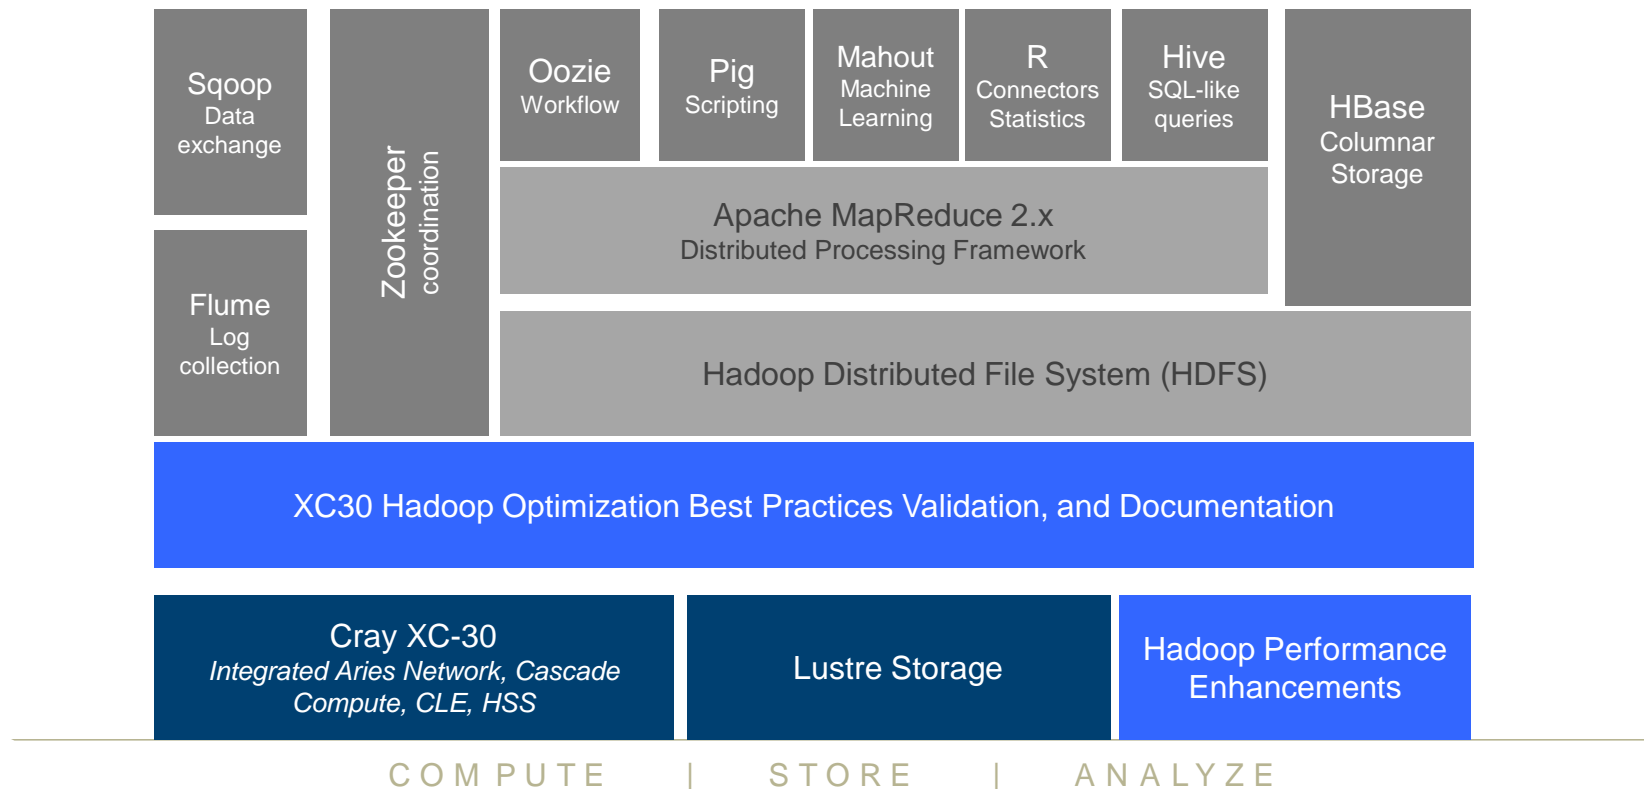 Sqoop
Data
exchange
Flume
Log
collection
Zookeeper
coordination
Oozie
Workflow
Pig
Scripting
Mahout
Machine
Learning
R
Connectors
Statistics
Hive
SQL-like
queries
HBase
Columnar
Storage
Apache MapReduce 2.x
Distributed Processing Framework
Hadoop Distributed File System (HDFS)
XC30 Hadoop Optimization Best Practices Validation, and Documentation
Cray XC-30
Integrated Aries Network, Cascade
Compute, CLE, HSS
Lustre Storage
Hadoop Performance
Enhancements
COMPUTE | STORE | ANALYZE